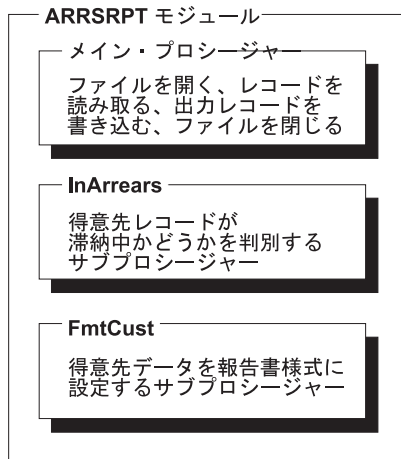 ARRSRPT モジュール
メイン・プロシージャー
ファイルを開く、レコードを
読み取る、出力レコードを
書き込む、ファイルを閉じる
InArrears
得意先レコードが
滞納中かどうかを判別する
サブプロシージャー
FmtCust
得意先データを報告書様式に
設定するサブプロシージャー